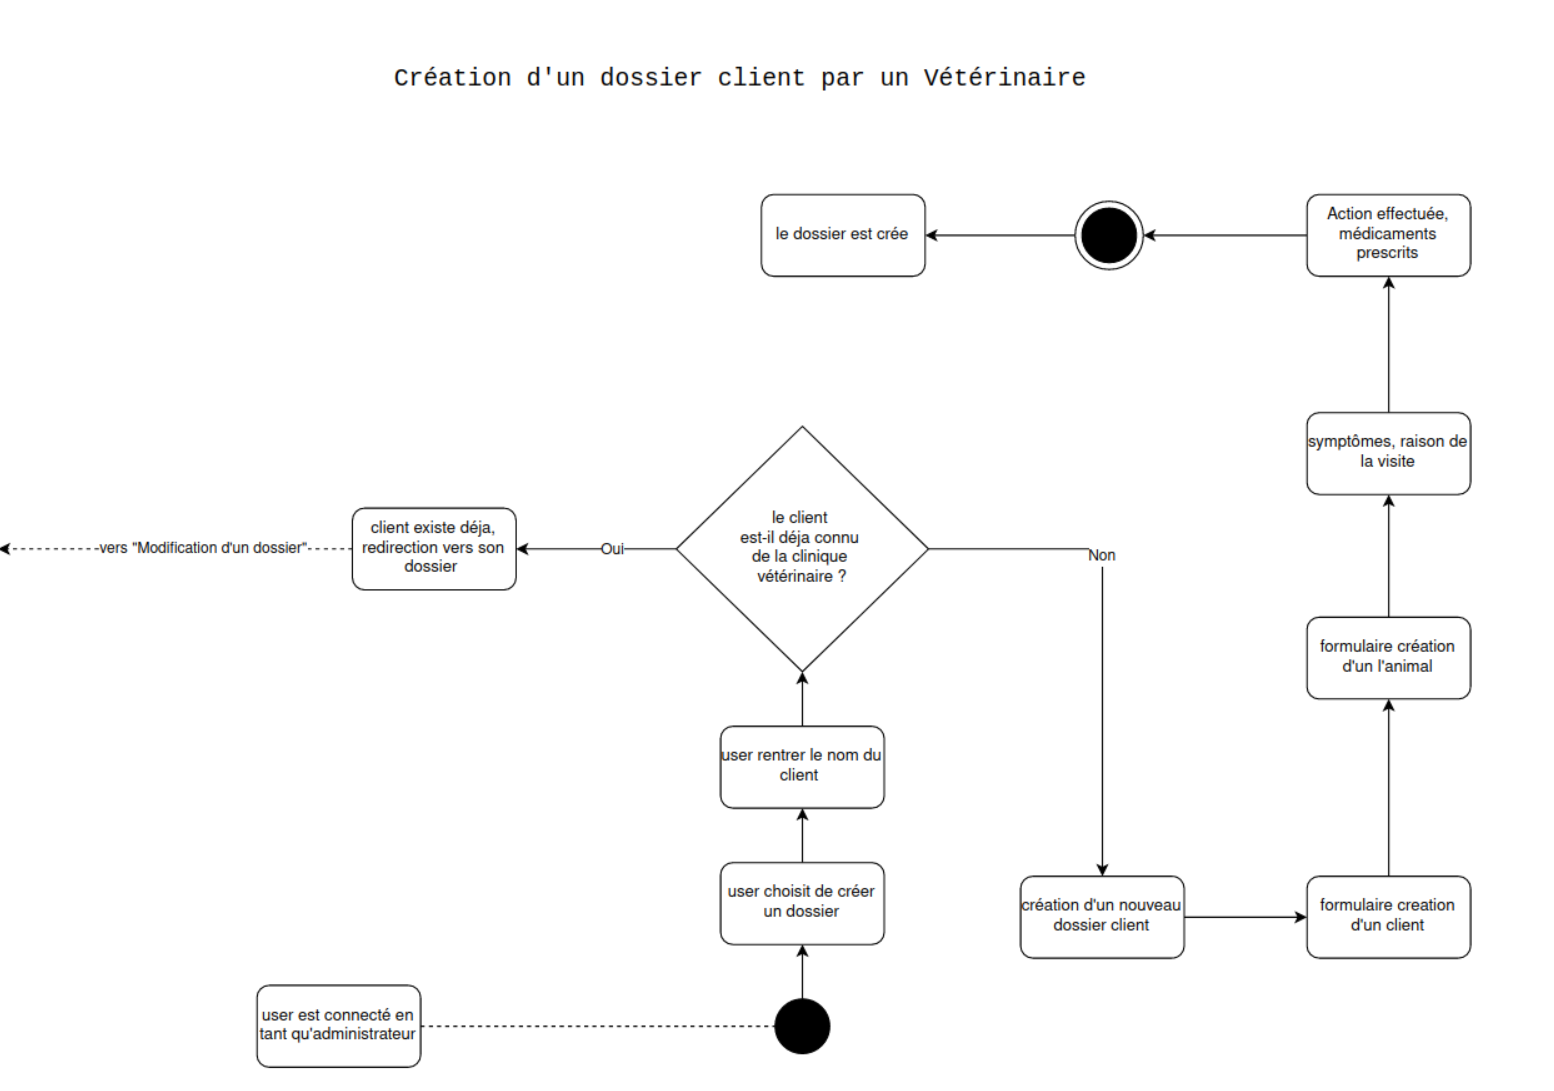 Création d'un dossier client par un Vétérinaire
le dossier est crée
Action effectuée,
médicaments
prescrits
symptômes, raison de
la visite
le client
est-il déja connu
de la clinique
vétérinaire ?
client existe déja,
redirection vers son
dossier
vers "Modification d'un dossier"
Oui
Non
formulaire création
d'un l'animal
user rentrer le nom du
client
user choisit de créer
un dossier
création d'un nouveau
dossier client
formulaire creation
d'un client
user est connecté en
tant qu'administrateur